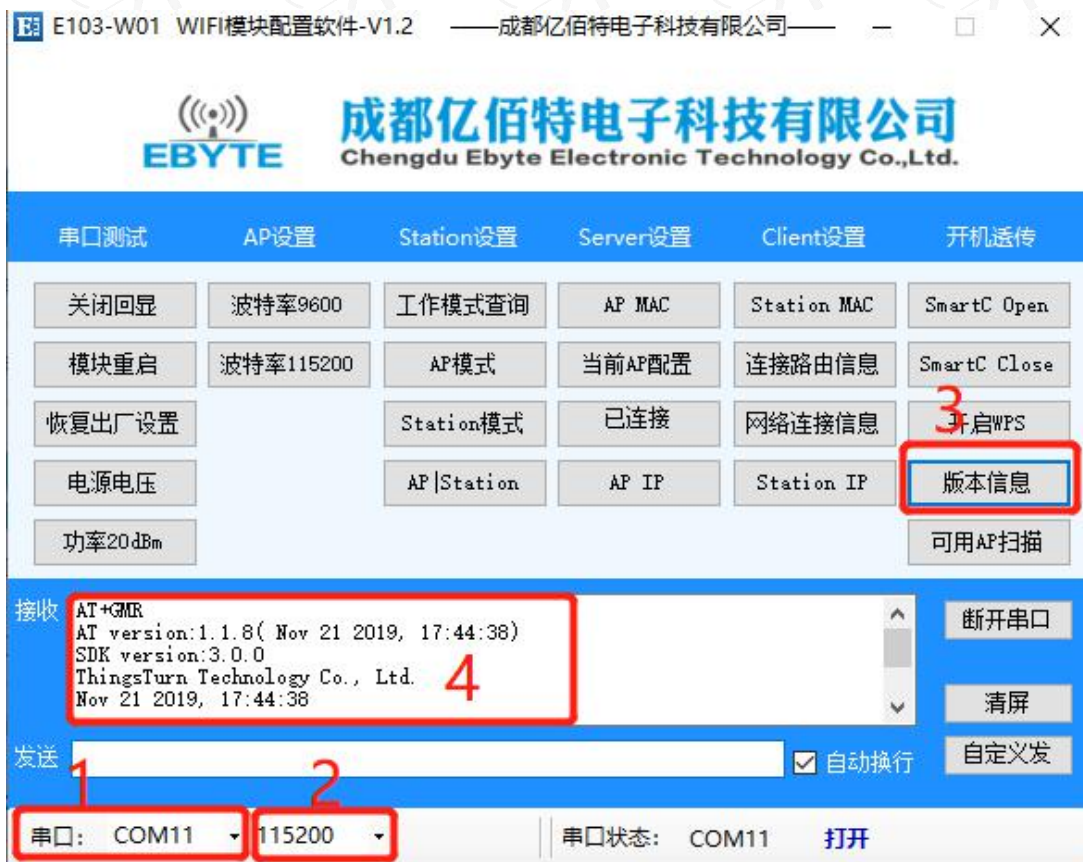 E103-W01 WIFI模块配置软件-V1.2 ——成都亿佰特电子科技有限公司——
EBYTE
成都亿佰特电子科技有限公司
Chengdu Ebyte Electronic Technology Co.,Ltd.
串口测试 AP设置 Station设置 Server设置 Client设置 开机透传
关闭回显 波特率9600 工作模式查询 AP MAC Station MAC SmartC Open
模块重启 波特率115200 AP模式 当前AP配置 连接路由信息 SmartC Close
恢复出厂设置 Station模式 已连接 网络连接信息 开启WPS
3
电源电压 AP|Station AP IP Station IP 版本信息
功率20dBm 可用AP扫描
接收 AT+GMR 断开串口
AT version:1.1.8( Nov 21 2019, 17:44:38)
SDK version:3.0.0
ThingsTurn Technology Co., Ltd.
4
Nov 21 2019, 17:44:38 清屏
发送 自动换行 自定义发
1 2
串口: COM11 115200 串口状态: COM11 打开